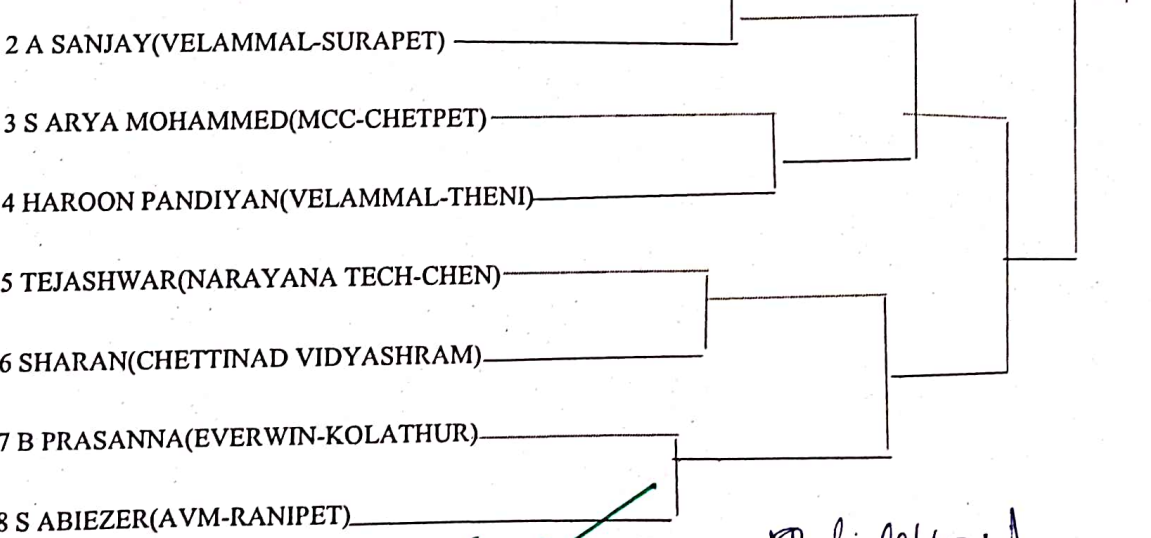 2 A SANJAY(VELAMMAL-SURAPET)
3 S ARYA MOHAMMED(MCC-CHETPET)
4 HAROON PANDIYAN(VELAMMAL-THENI)
5 TEJASHWAR(NARAYANA TECH-CHEN)
6 SHARAN(CHETTINAD VIDYASHRAM)
7 B PRASANNA(EVERWIN-KOLATHUR)
8 S ABIEZER(AVM-RANIPET)